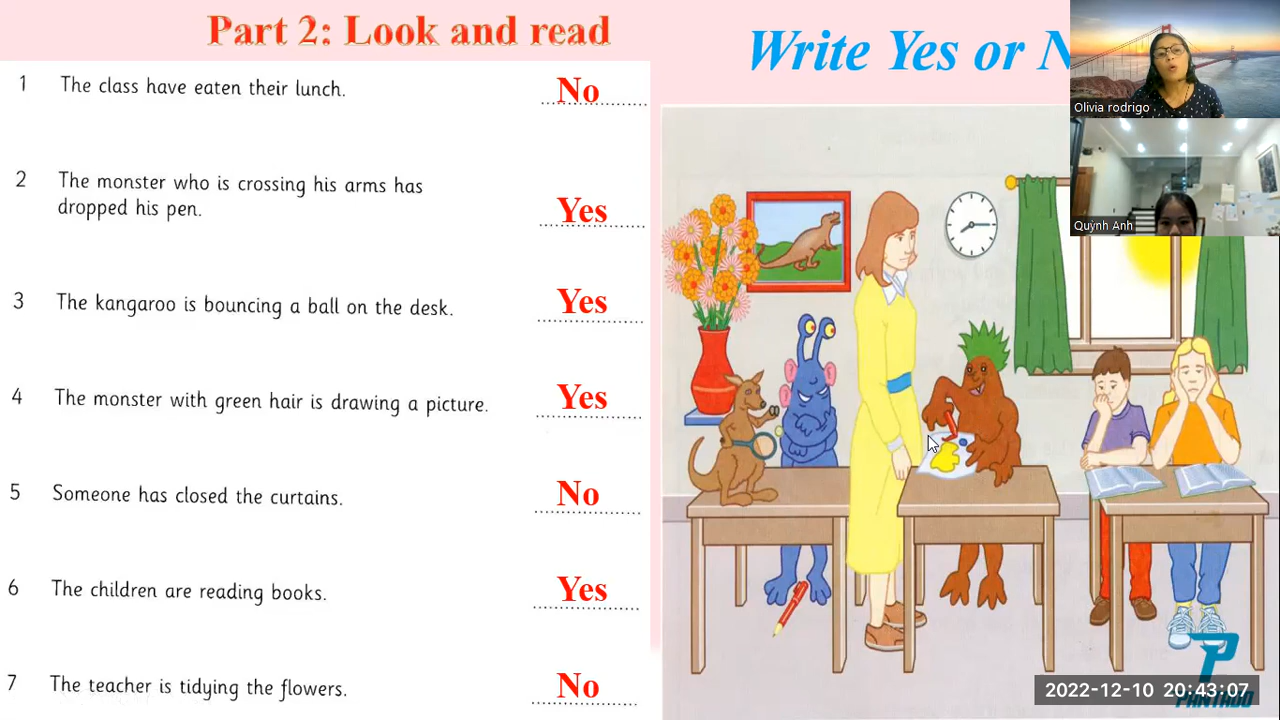 Part 2: Look and read
Write Yes or N
1 The class have eaten their lunch. No
2 The monster who is crossing his arms has
dropped his pen. Yes
3 The kangaroo is bouncing a ball on the desk. Yes
4 The monster with green hair is drawing a picture. Yes
5 Someone has closed the curtains. No
6 The children are reading books. Yes
7 The teacher is tidying the flowers. No
Olivia rodrigo
Quỳnh Anh
2022-12-10 20:43:07
PANTADO